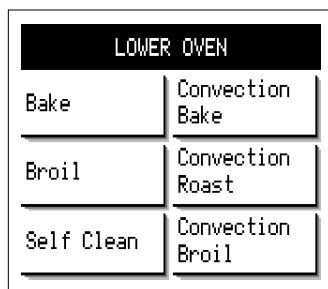 LOWER OVEN
Bake
Convection
Bake
Broil
Convection
Roast
Self Clean
Convection
Broil